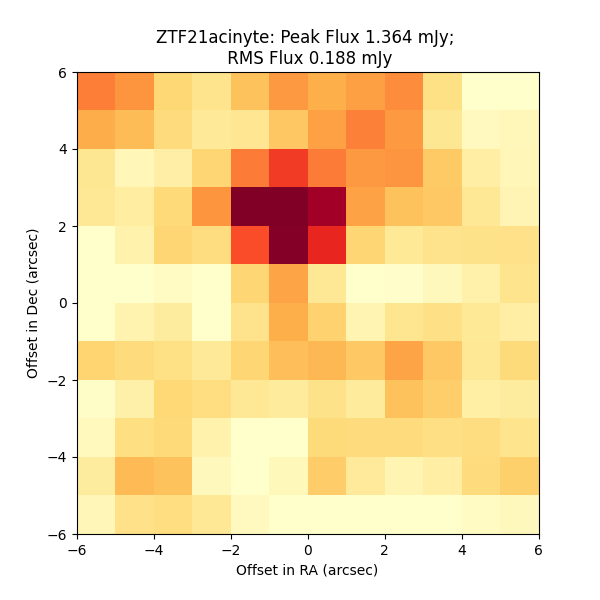 ZTF21acinyte: Peak Flux 1.364 mJy;
RMS Flux 0.188 mJy
6
4
2
0
−2
−4
−6
Offset in Dec (arcsec)
−6 −4 −2 0 2 4 6
Offset in RA (arcsec)